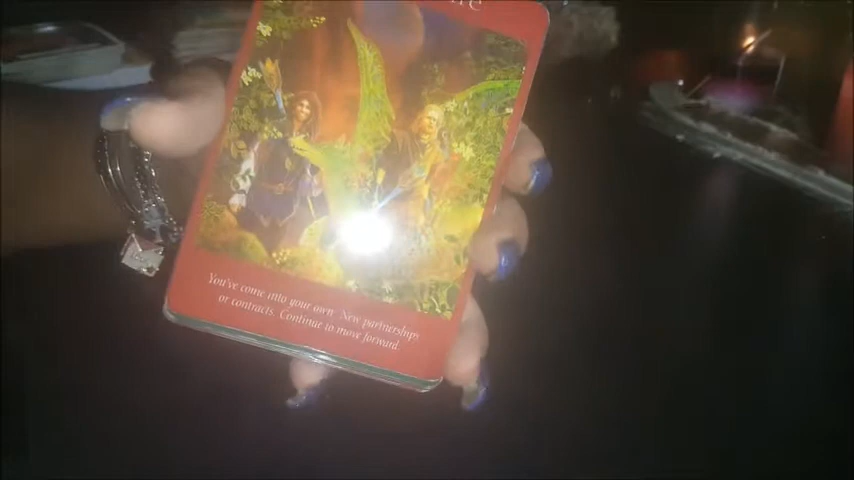 You've come into your own. New partnerships
or contracts. Continue to move forward.